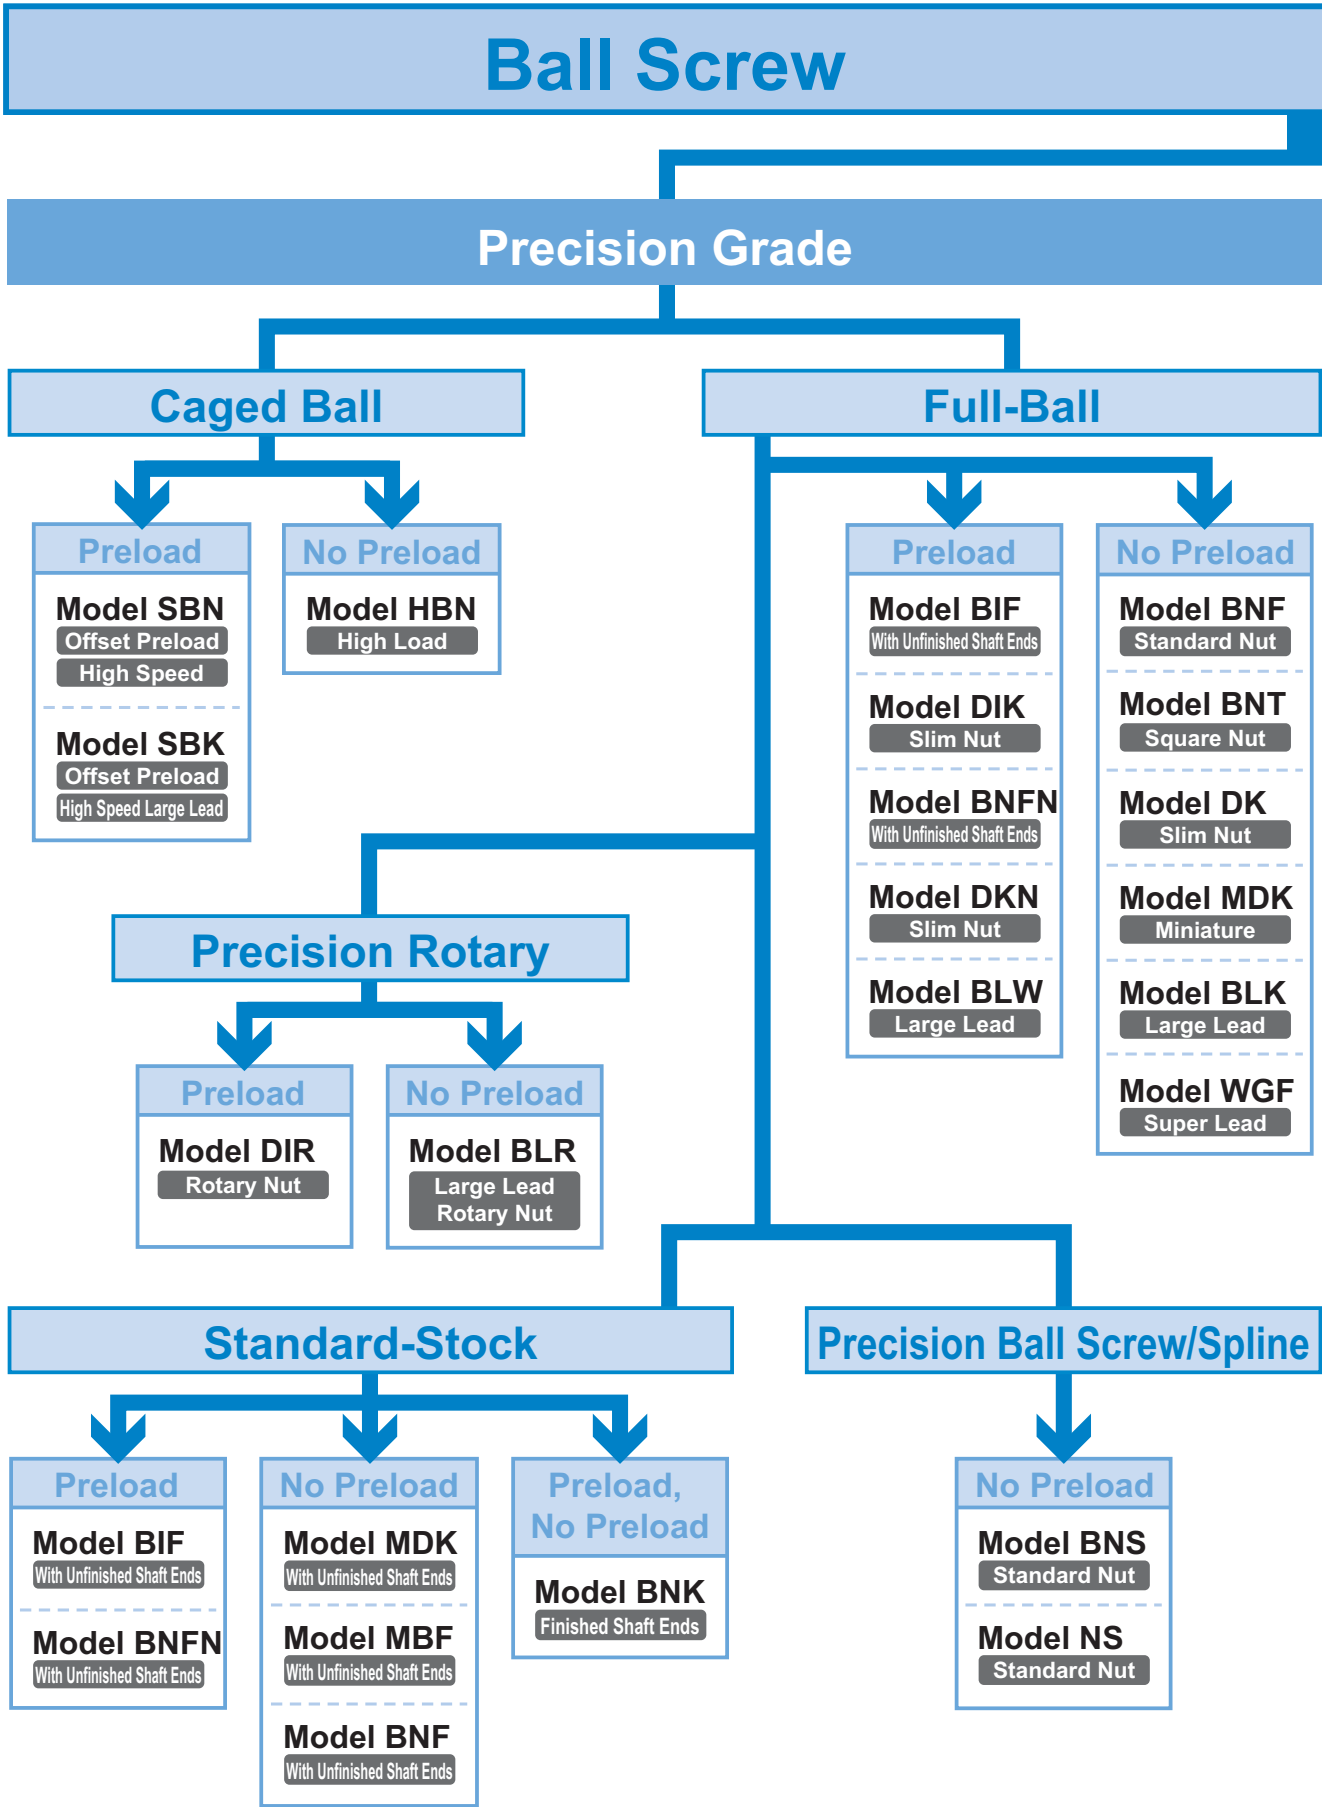 Ball Screw
Precision Grade
Caged Ball
Preload
Model SBN
Offset Preload
High Speed
Model SBK
Offset Preload
High Speed Large Lead
No Preload
Model HBN
High Load
Full-Ball
Preload
Model BIF
With Unfinished Shaft Ends
Model DIK
Slim Nut
Model BNFN
With Unfinished Shaft Ends
Model DKN
Slim Nut
Model BLW
Large Lead
No Preload
Model BNF
Standard Nut
Model BNT
Square Nut
Model DK
Slim Nut
Model MDK
Miniature
Model BLK
Large Lead
Model WGF
Super Lead
Precision Rotary
Preload
Model DIR
Rotary Nut
No Preload
Model BLR
Large Lead
Rotary Nut
Standard-Stock
Preload
Model BIF
With Unfinished Shaft Ends
Model BNFN
With Unfinished Shaft Ends
No Preload
Model MDK
With Unfinished Shaft Ends
Model MBF
With Unfinished Shaft Ends
Model BNF
With Unfinished Shaft Ends
Preload,
No Preload
Model BNK
Finished Shaft Ends
Precision Ball Screw/Spline
No Preload
Model BNS
Standard Nut
Model NS
Standard Nut